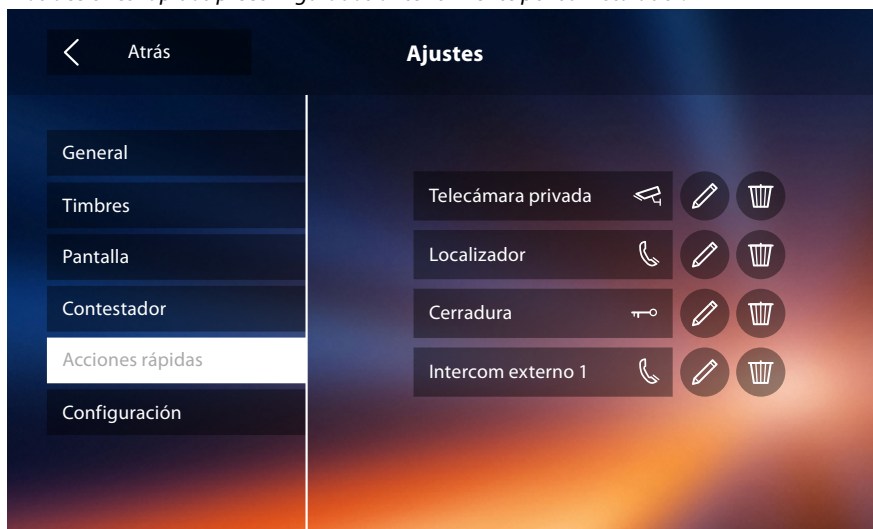 Atrás
Ajustes
General
Timbres
Pantalla
Contestador
Acciones rápidas
Configuración
Telecámara privada
Localizador
Cerradura
Intercom externo 1